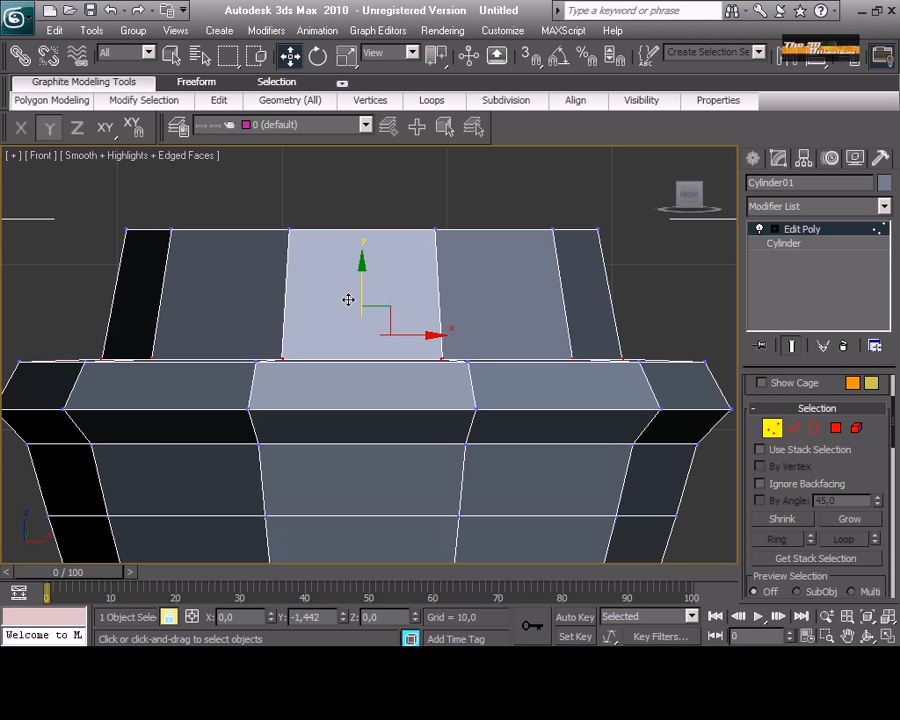 Autodesk 3ds Max 2010 - Unregistered Version Untitled
Type a keyword or phrase
Edit Tools Group Views Create Modifiers Animation Graph Editors Rendering Customize MAXScript Help
All View Create Selection Se
Graphite Modeling Tools Freeform Selection
Polygon Modeling Modify Selection Edit Geometry (All) Vertices Loops Subdivision Align Visibility Properties
X Y Z XY XY 0 (default)
[ + ] [ Front ] [ Smooth + Highlights + Edged Faces ]
FRONT
Cylinder01
Modifier List
Edit Poly
Cylinder
y
x
z
Show Cage
- Selection
Use Stack Selection
By Vertex
Ignore Backfacing
By Angle: 45,0
Shrink Grow
Ring Loop
Get Stack Selection
Preview Selection
Off SubObj Multi
< 0 / 100 >
0 10 20 30 40 50 60 70 80 90 100
1 Object Sele X: 0,0 Y: -1,442 Z: 0,0 Grid = 10,0 Auto Key Selected
Welcome to M Click or click-and-drag to select objects Add Time Tag Set Key Key Filters... 0